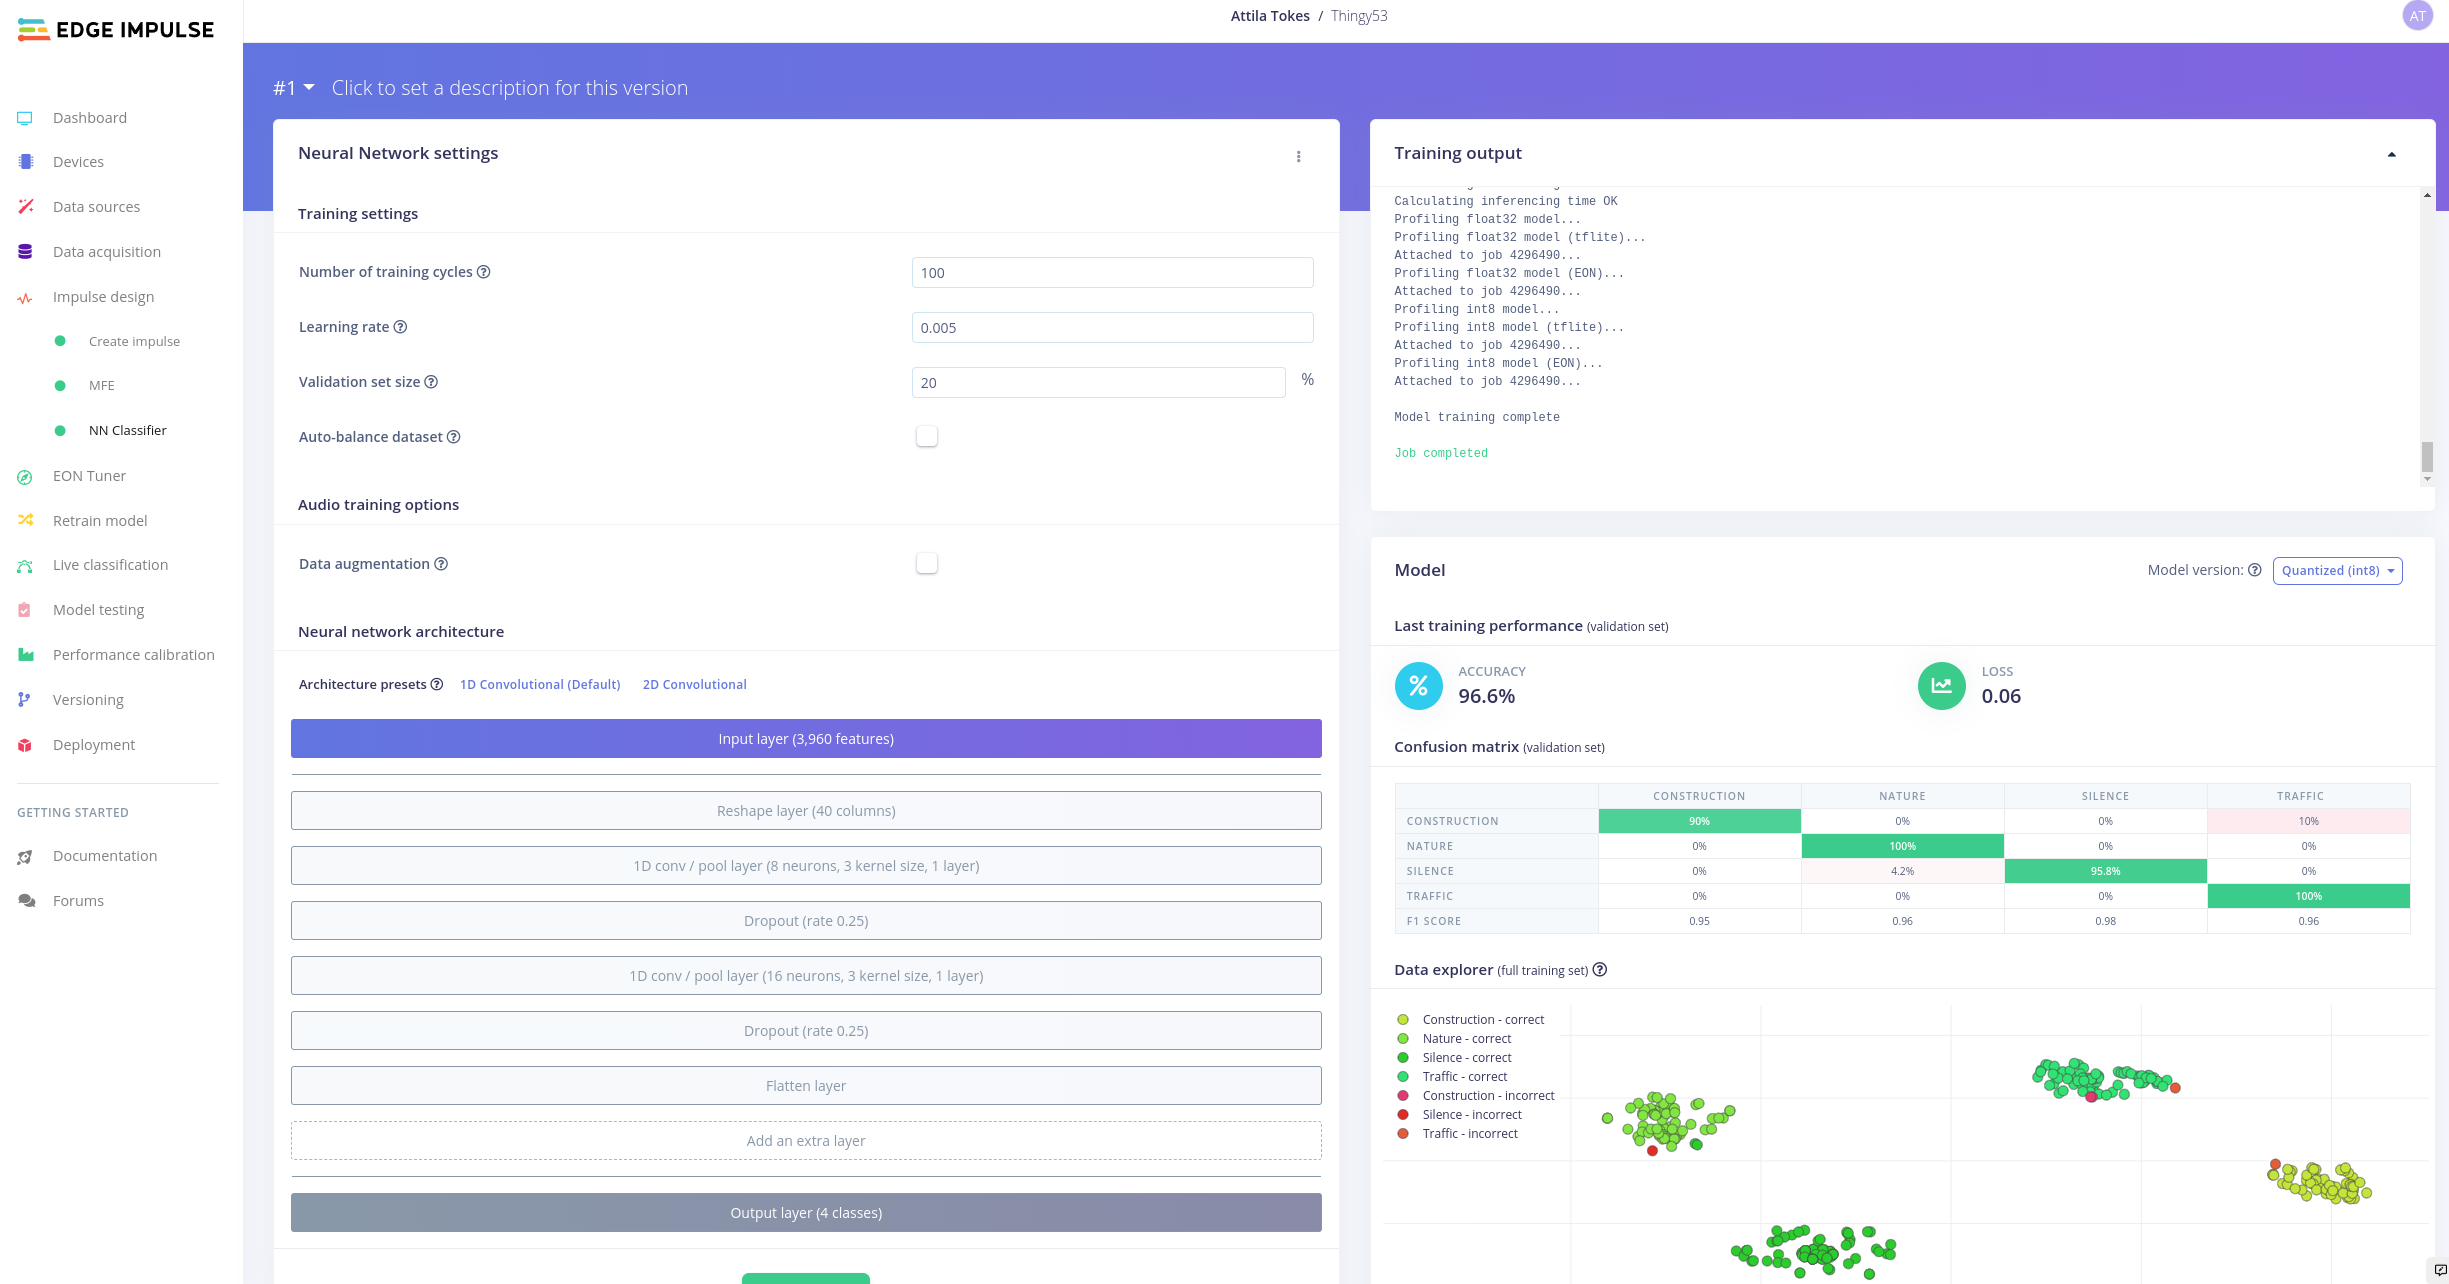 EDGE IMPULSE
Attila Tokes / Thingy53
AT
Dashboard
Devices
Data sources
Data acquisition
Impulse design
Create impulse
MFE
NN Classifier
EON Tuner
Retrain model
Live classification
Model testing
Performance calibration
Versioning
Deployment
GETTING STARTED
Documentation
Forums
#1 Click to set a description for this version
Neural Network settings
Training settings
Number of training cycles 100
Learning rate 0.005
Validation set size 20 %
Auto-balance dataset
Audio training options
Data augmentation
Neural network architecture
Architecture presets 1D Convolutional (Default) 2D Convolutional
Input layer (3,960 features)
Reshape layer (40 columns)
1D conv / pool layer (8 neurons, 3 kernel size, 1 layer)
Dropout (rate 0.25)
1D conv / pool layer (16 neurons, 3 kernel size, 1 layer)
Dropout (rate 0.25)
Flatten layer
Add an extra layer
Output layer (4 classes)
Training output
Calculating inferencing time OK
Profiling float32 model...
Profiling float32 model (tflite)...
Attached to job 4296490...
Profiling float32 model (EON)...
Attached to job 4296490...
Profiling int8 model...
Profiling int8 model (tflite)...
Attached to job 4296490...
Profiling int8 model (EON)...
Attached to job 4296490...
Model training complete
Job completed
Model Model version: Quantized (int8)
Last training performance (validation set)
% ACCURACY 96.6% LOSS 0.06
Confusion matrix (validation set)
CONSTRUCTION NATURE SILENCE TRAFFIC
CONSTRUCTION 90% 0% 0% 10%
NATURE 0% 100% 0% 0%
SILENCE 0% 4.2% 95.8% 0%
TRAFFIC 0% 0% 0% 100%
F1 SCORE 0.95 0.96 0.98 0.96
Data explorer (full training set)
Construction - correct
Nature - correct
Silence - correct
Traffic - correct
Construction - incorrect
Silence - incorrect
Traffic - incorrect